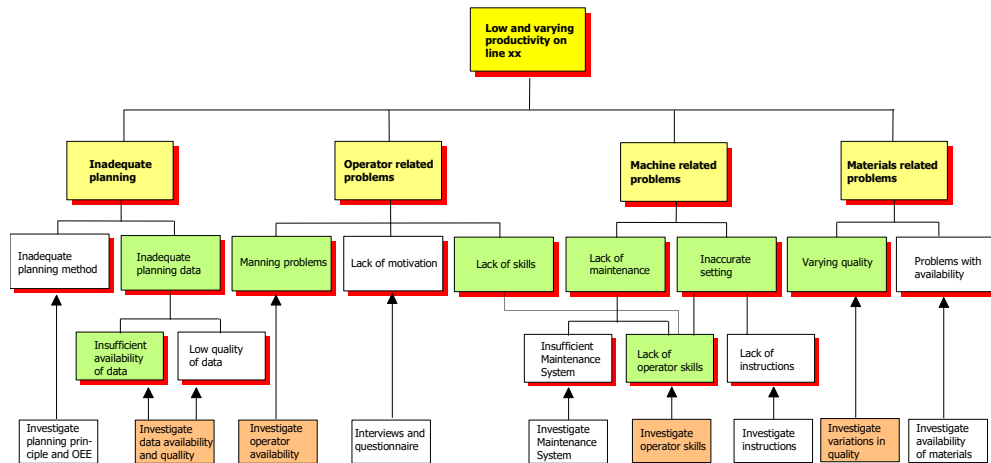 Low and varying
productivity on
line xx
Inadequate
planning
Operator related
problems
Machine related
problems
Materials related
problems
Inadequate
planning method
Inadequate
planning data
Manning problems
Lack of motivation
Lack of skills
Lack of
maintenance
Inaccurate
setting
Varying quality
Problems with
availability
Insufficient
availability
of data
Low quality
of data
Insufficient
Maintenance
System
Lack of
operator skills
Lack of
instructions
Investigate
planning prin-
ciple and OEE
Investigate
data availability
and quallity
Investigate
operator
availability
Interviews and
questionnaire
Investigate
Maintenance
System
Investigate
operator skills
Investigate
instructions
Investigate
variations in
quality
Investigate
availability
of materials